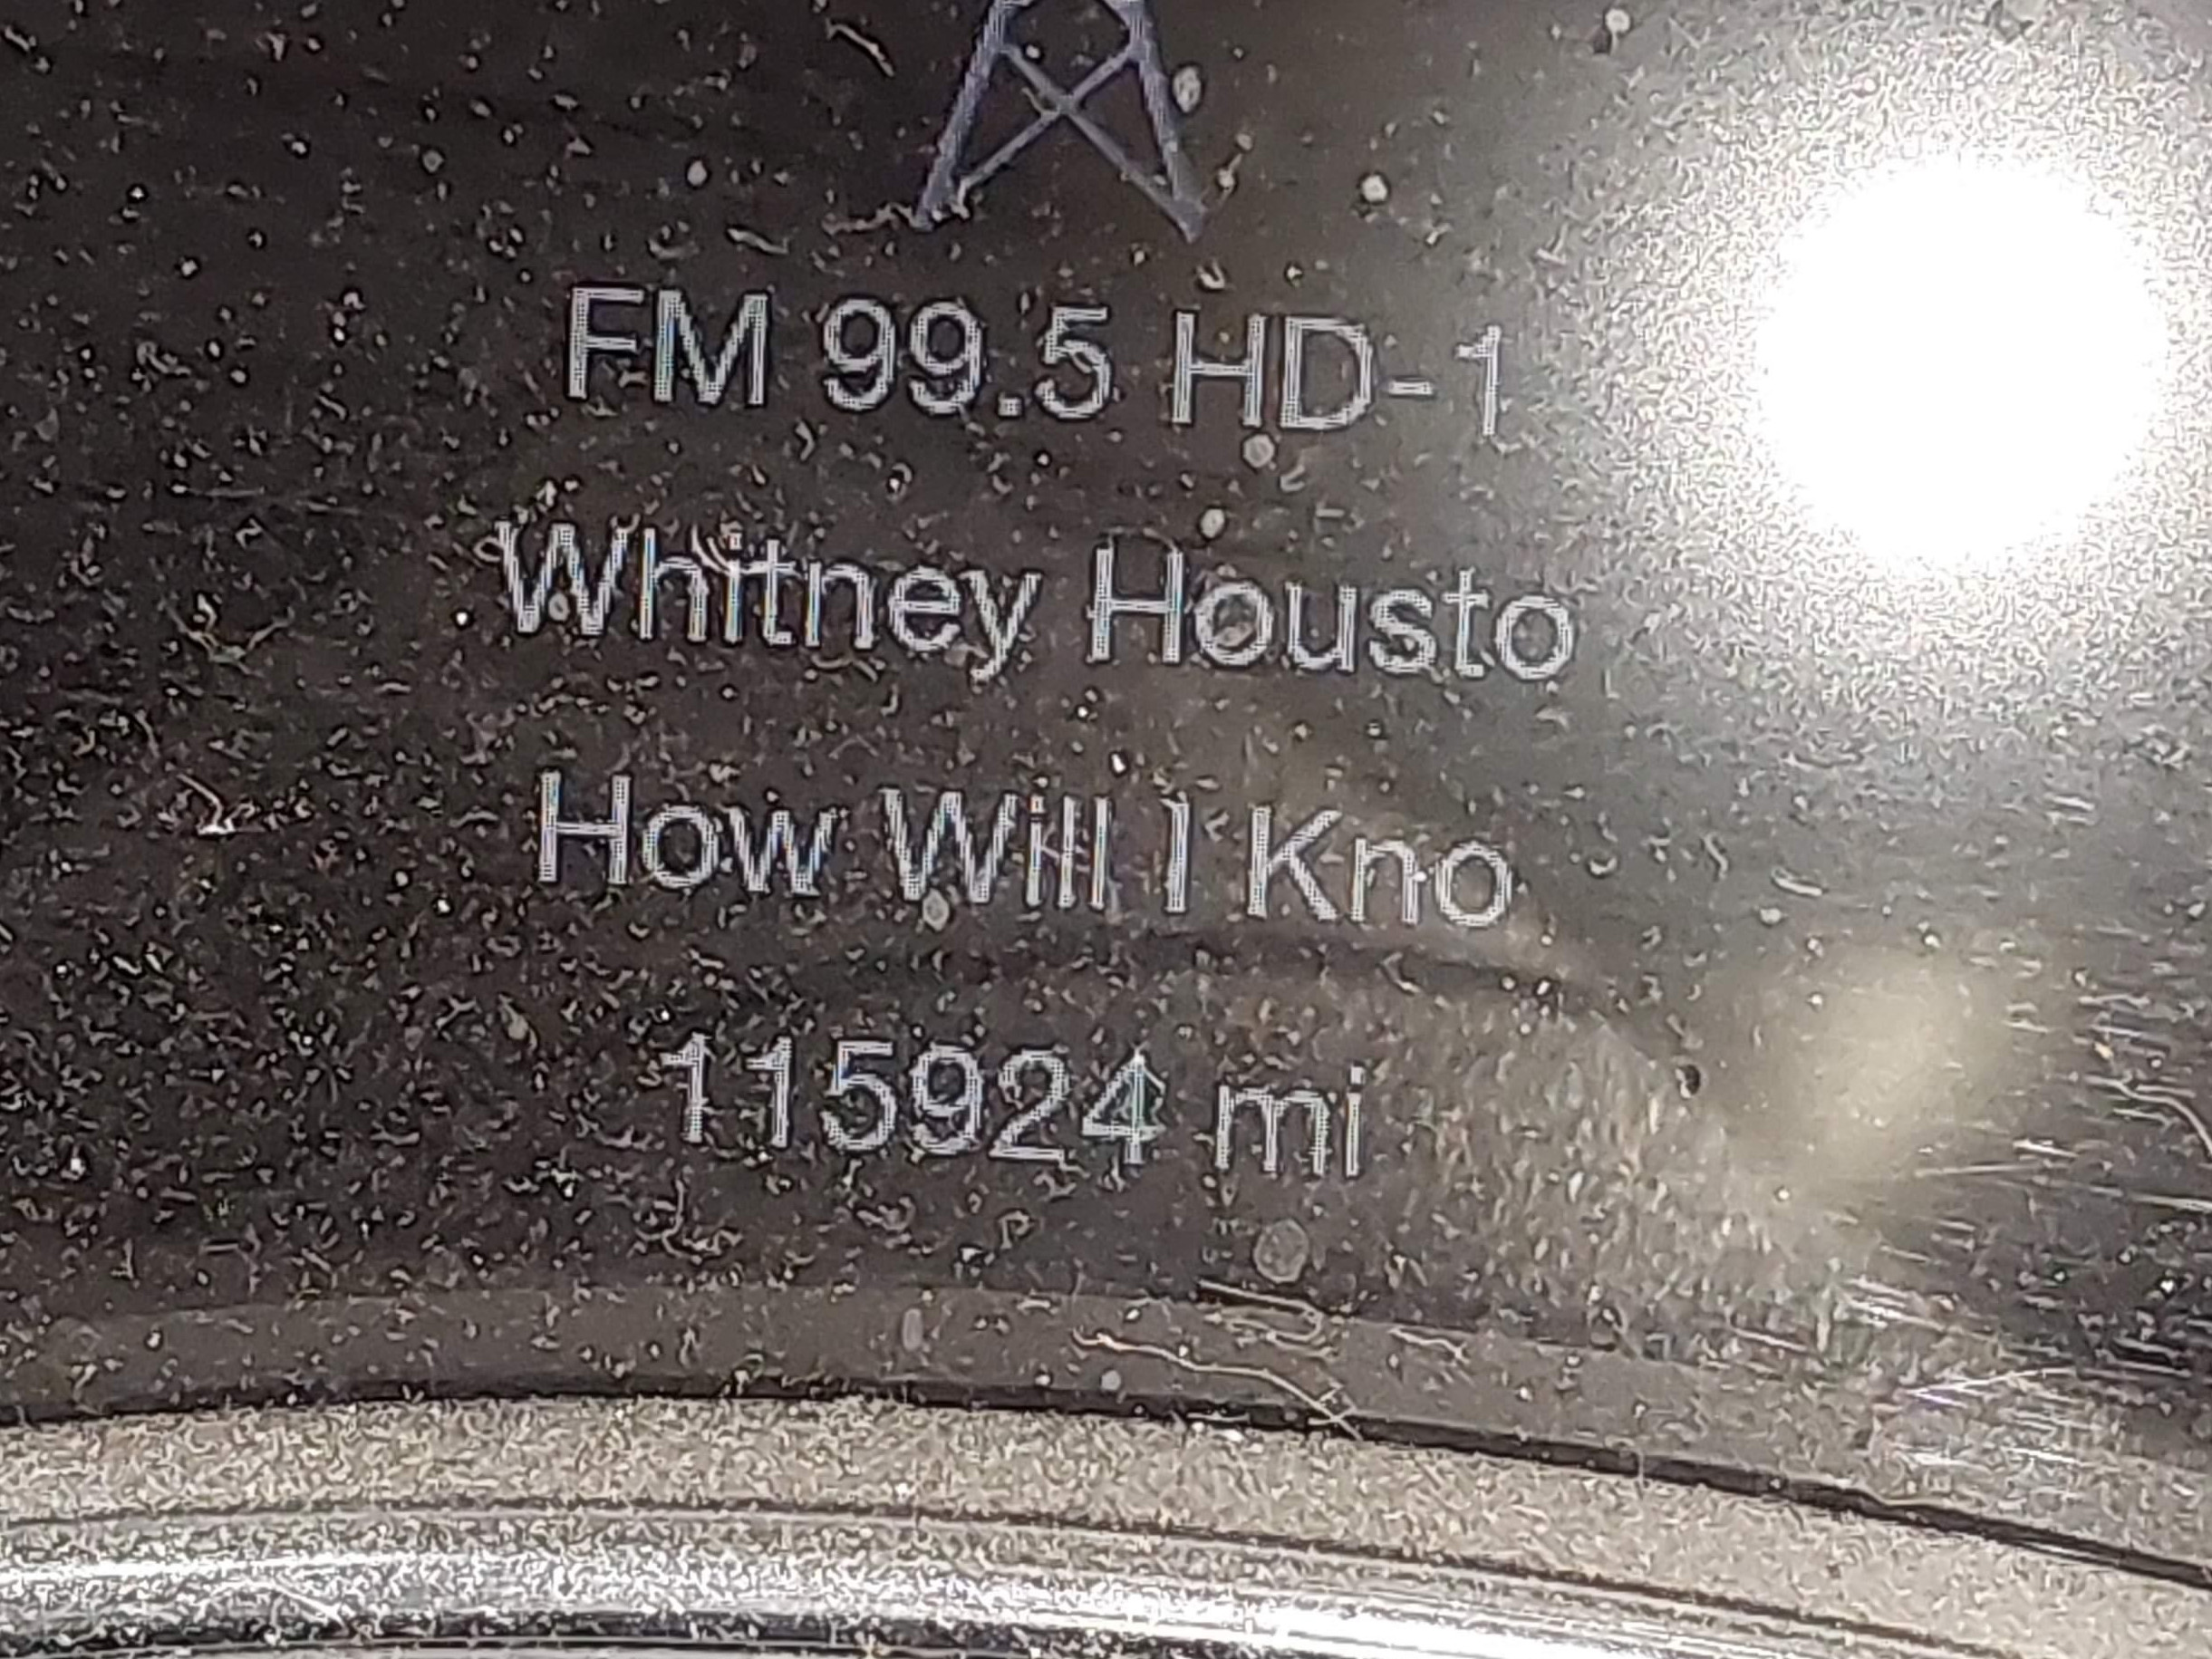 FM 99.5 HD-1
Whitney Housto
How Will I Kno
115924 mi